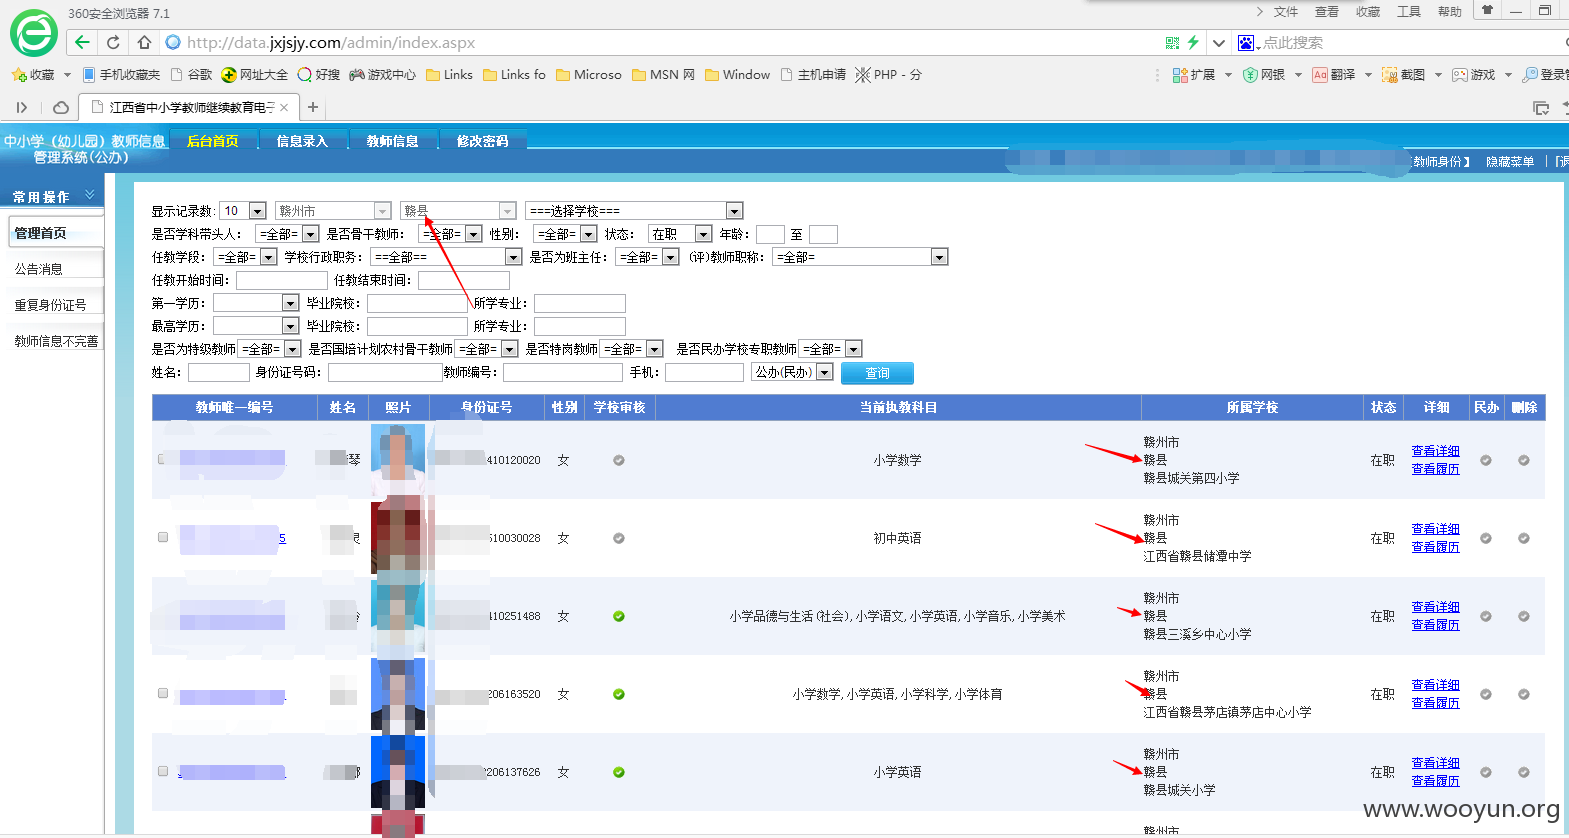 360安全浏览器 7.1
文件 查看 收藏 工具 帮助
http://data.jxjsjy.com/admin/index.aspx
点此搜索
收藏 手机收藏夹 谷歌 网址大全 好搜 游戏中心 Links Links fo Microso MSN 网 Window 主机申请 PHP - 分 扩展 网银 翻译 截图 游戏 登录
江西省中小学教师继续教育电子
中小学（幼儿园）教师信息
管理系统(公办)
后台首页 信息录入 教师信息 修改密码
教师身份】 隐藏菜单 | [退
常用操作
管理首页
公告消息
重复身份证号
教师信息不完善
显示记录数: 10 赣州市 赣县 ===选择学校===
是否学科带头人: =全部= 是否骨干教师: =全部= 性别: =全部= 状态: 在职 年龄: 至
任教学段: =全部= 学校行政职务: ==全部== 是否为班主任: =全部= (评)教师职称: =全部=
任教开始时间: 任教结束时间:
第一学历: 毕业院校: 所学专业:
最高学历: 毕业院校: 所学专业:
是否为特级教师 =全部= 是否国培计划农村骨干教师 =全部= 是否特岗教师 =全部= 是否民办学校专职教师 =全部=
姓名: 身份证号码: 教师编号: 手机: 公办(民办) 查询
教师唯一编号 姓名 照片 身份证号 性别 学校审核 当前执教科目 所属学校 状态 详细 民办 删除
琴 410120020 女 小学数学 赣州市 赣县 赣县城关第四小学 在职 查看详细 查看履历
5 510030028 女 初中英语 赣州市 赣县 江西省赣县储潭中学 在职 查看详细 查看履历
410251488 女 小学品德与生活(社会),小学语文,小学英语,小学音乐,小学美术 赣州市 赣县 赣县三溪乡中心小学 在职 查看详细 查看履历
206163520 女 小学数学,小学英语,小学科学,小学体育 赣州市 赣县 江西省赣县茅店镇茅店中心小学 在职 查看详细 查看履历
206137626 女 小学英语 赣州市 赣县 赣县城关小学 在职 查看详细 查看履历
赣州市
www.wooyun.org